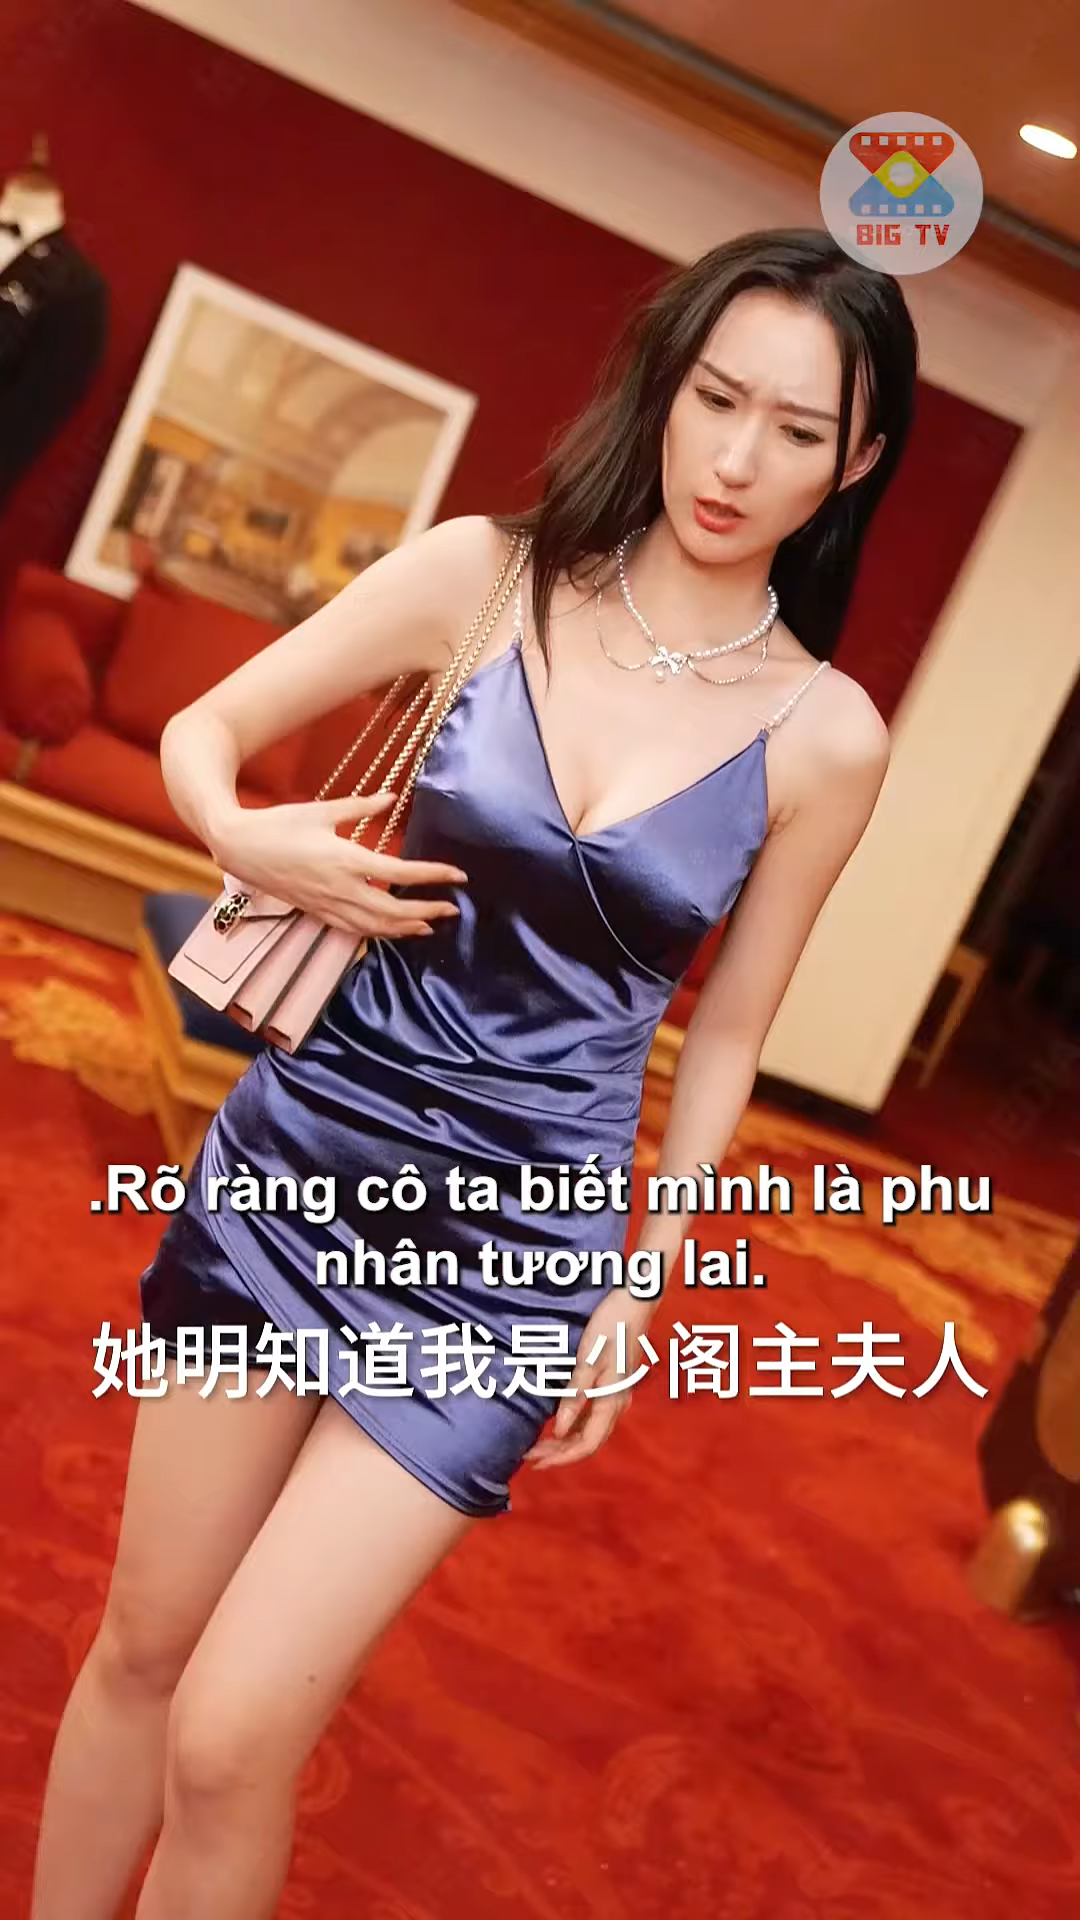 BIG TV
.Rõ ràng cô ta biết mình là phu
nhân tương lai.
她明知道我是少阁主夫人